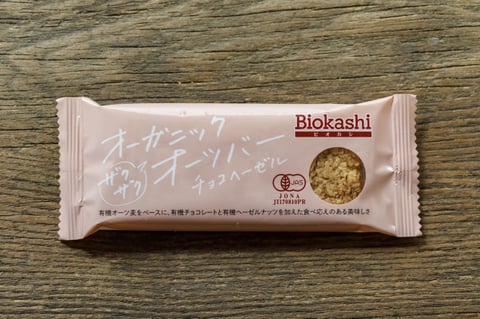 オーガニック
オーツバー
ザクザク
チョコヘーゼル
Biokashi
ビオカシ
JAS
JONA
JI170810PR
有機オーツ麦をベースに、有機チョコレートと有機ヘーゼルナッツを加えた食べ応えのある美味しさ